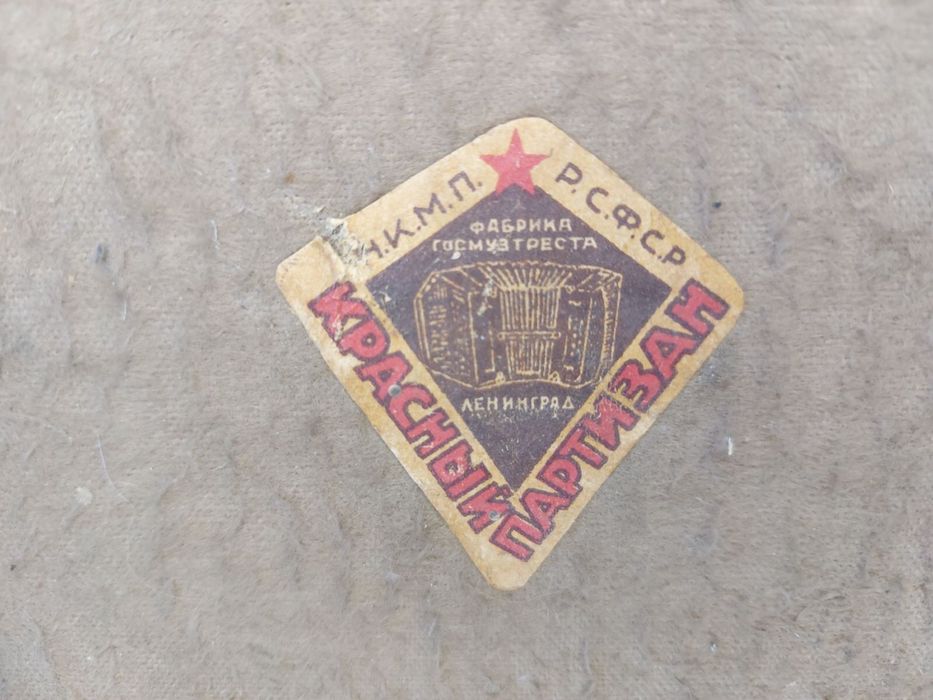 Н.К.М.П. Р.С.Ф.С.Р
ФАБРИКА
ГОСМУЗТРЕСТА
ЛЕНИНГРАД
КРАСНЫЙ
ПАРТИЗАН